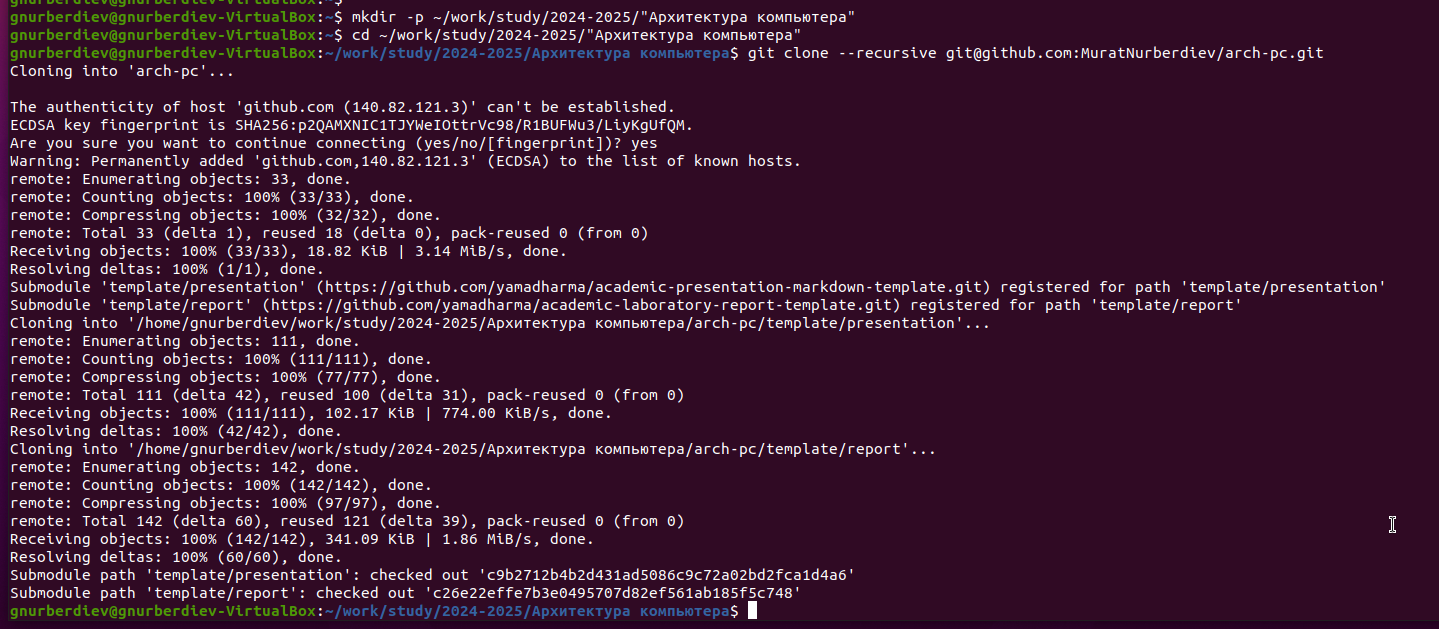 gnurberdiev@gnurberdiev-VirtualBox:~$
gnurberdiev@gnurberdiev-VirtualBox:~$ mkdir -p ~/work/study/2024-2025/"Архитектура компьютера"
gnurberdiev@gnurberdiev-VirtualBox:~$ cd ~/work/study/2024-2025/"Архитектура компьютера"
gnurberdiev@gnurberdiev-VirtualBox:~/work/study/2024-2025/Архитектура компьютера$ git clone --recursive git@github.com:MuratNurberdiev/arch-pc.git
Cloning into 'arch-pc'...
The authenticity of host 'github.com (140.82.121.3)' can't be established.
ECDSA key fingerprint is SHA256:p2QAMXNIC1TJYWeIOttrVc98/R1BUFWu3/LiyKgUfQM.
Are you sure you want to continue connecting (yes/no/[fingerprint])? yes
Warning: Permanently added 'github.com,140.82.121.3' (ECDSA) to the list of known hosts.
remote: Enumerating objects: 33, done.
remote: Counting objects: 100% (33/33), done.
remote: Compressing objects: 100% (32/32), done.
remote: Total 33 (delta 1), reused 18 (delta 0), pack-reused 0 (from 0)
Receiving objects: 100% (33/33), 18.82 KiB | 3.14 MiB/s, done.
Resolving deltas: 100% (1/1), done.
Submodule 'template/presentation' (https://github.com/yamadharma/academic-presentation-markdown-template.git) registered for path 'template/presentation'
Submodule 'template/report' (https://github.com/yamadharma/academic-laboratory-report-template.git) registered for path 'template/report'
Cloning into '/home/gnurberdiev/work/study/2024-2025/Архитектура компьютера/arch-pc/template/presentation'...
remote: Enumerating objects: 111, done.
remote: Counting objects: 100% (111/111), done.
remote: Compressing objects: 100% (77/77), done.
remote: Total 111 (delta 42), reused 100 (delta 31), pack-reused 0 (from 0)
Receiving objects: 100% (111/111), 102.17 KiB | 774.00 KiB/s, done.
Resolving deltas: 100% (42/42), done.
Cloning into '/home/gnurberdiev/work/study/2024-2025/Архитектура компьютера/arch-pc/template/report'...
remote: Enumerating objects: 142, done.
remote: Counting objects: 100% (142/142), done.
remote: Compressing objects: 100% (97/97), done.
remote: Total 142 (delta 60), reused 121 (delta 39), pack-reused 0 (from 0)
Receiving objects: 100% (142/142), 341.09 KiB | 1.86 MiB/s, done.
Resolving deltas: 100% (60/60), done.
Submodule path 'template/presentation': checked out 'c9b2712b4b2d431ad5086c9c72a02bd2fca1d4a6'
Submodule path 'template/report': checked out 'c26e22effe7b3e0495707d82ef561ab185f5c748'
gnurberdiev@gnurberdiev-VirtualBox:~/work/study/2024-2025/Архитектура компьютера$